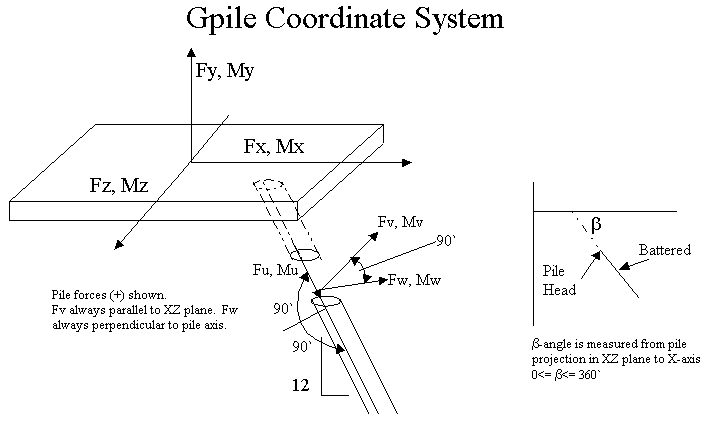 Gpile Coordinate System
Fy, My
Fx, Mx
Fz, Mz
Fv, Mv
90`
Fu, Mu
Fw, Mw
90`
90`
12
Pile forces (+) shown.
Fv always parallel to XZ plane. Fw
always perpendicular to pile axis.
β
Battered
Pile
Head
β-angle is measured from pile
projection in XZ plane to X-axis
0<= β<= 360`